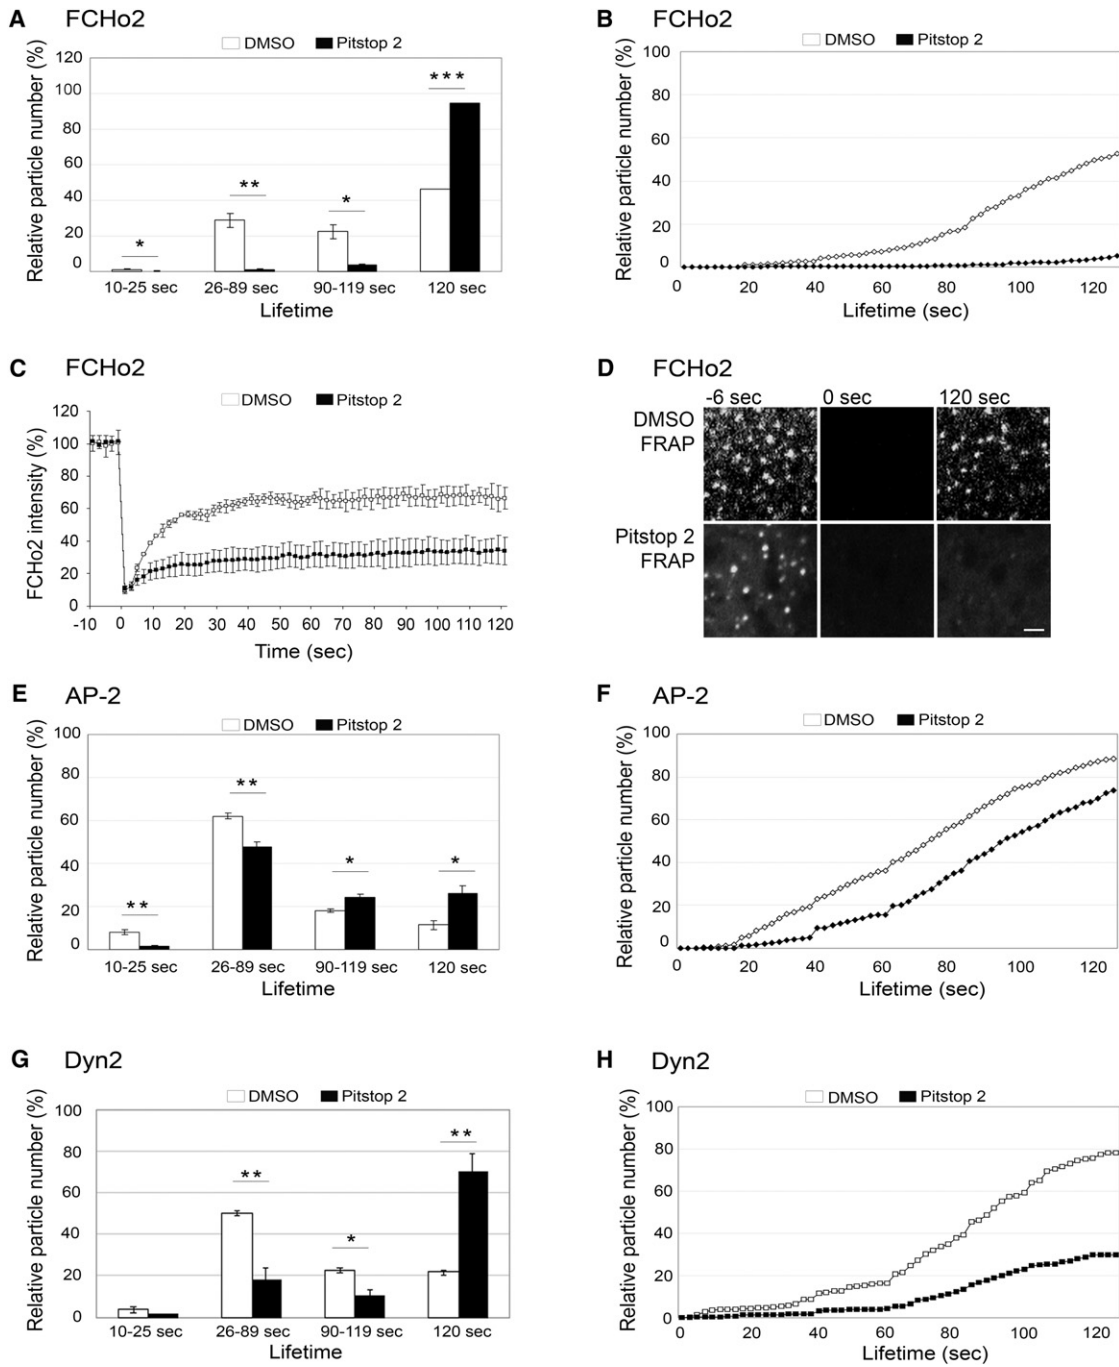 A FCHo2
DMSO Pitstop 2
Relative particle number (%)
120
100
80
60
40
20
0
*
**
*
***
10-25 sec 26-89 sec 90-119 sec 120 sec
Lifetime
B FCHo2
DMSO Pitstop 2
Relative particle number (%)
100
80
60
40
20
0
0 20 40 60 80 100 120
Lifetime (sec)
C FCHo2
DMSO Pitstop 2
FCHo2 intensity (%)
120
100
80
60
40
20
0
-10 0 10 20 30 40 50 60 70 80 90 100 110 120
Time (sec)
D FCHo2
-6 sec 0 sec 120 sec
DMSO
FRAP
Pitstop 2
FRAP
E AP-2
DMSO Pitstop 2
Relative particle number (%)
100
80
60
40
20
0
**
**
*
*
10-25 sec 26-89 sec 90-119 sec 120 sec
Lifetime
F AP-2
DMSO Pitstop 2
Relative particle number (%)
100
80
60
40
20
0
0 20 40 60 80 100 120
Lifetime (sec)
G Dyn2
DMSO Pitstop 2
Relative particle number (%)
100
80
60
40
20
0
**
*
**
10-25 sec 26-89 sec 90-119 sec 120 sec
Lifetime
H Dyn2
DMSO Pitstop 2
Relative particle number (%)
100
80
60
40
20
0
0 20 40 60 80 100 120
Lifetime (sec)